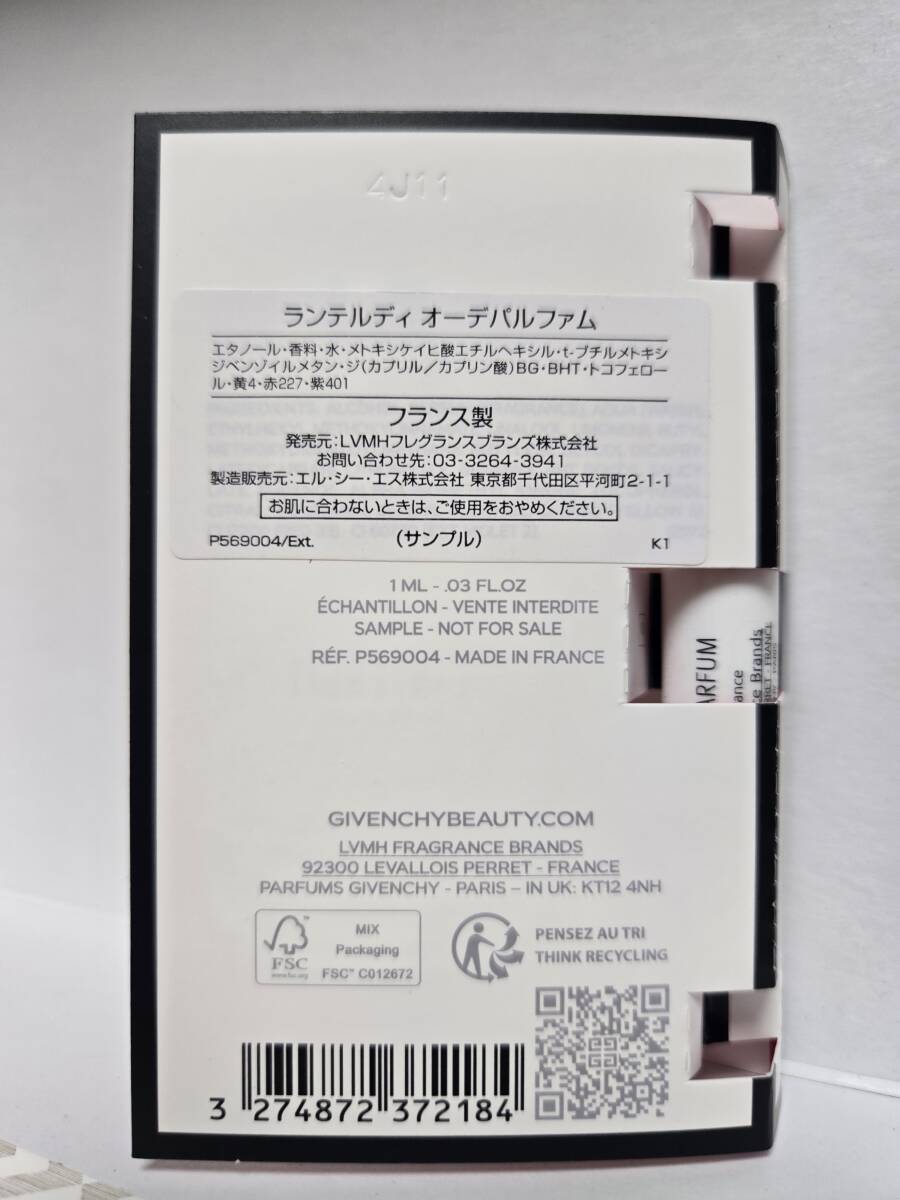 4J11
ランテルディ オーデパルファム
エタノール・香料・水・メトキシケイヒ酸エチルヘキシル・t-ブチルメトキシ
ジベンゾイルメタン・ジ(カプリル/カプリン酸)BG・BHT・トコフェロ
ール・黄4・赤227・紫401
フランス製
発売元:LVMHフレグランスブランズ株式会社
お問い合わせ先:03-3264-3941
製造販売元:エル・シー・エス株式会社 東京都千代田区平河町2-1-1
お肌に合わないときは、ご使用をおやめください。
P569004/Ext. (サンプル) K1
1 ML - .03 FL.OZ
ÉCHANTILLON - VENTE INTERDITE
SAMPLE - NOT FOR SALE
RÉF. P569004 - MADE IN FRANCE
ARFUM
ance
ce Brands
RET - FRANCE
GIVENCHYBEAUTY.COM
LVMH FRAGRANCE BRANDS
92300 LEVALLOIS PERRET - FRANCE
PARFUMS GIVENCHY - PARIS – IN UK: KT12 4NH
FSC™
www.fsc.org
MIX
Packaging
FSC™ C012672
PENSEZ AU TRI
THINK RECYCLING
3 274872 372184